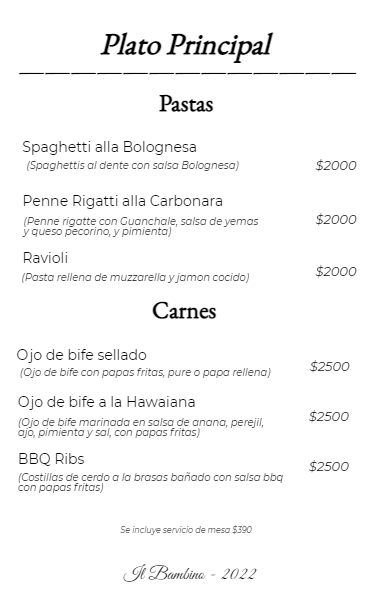 Plato Principal
Pastas
Spaghetti alla Bolognesa
(Spaghettis al dente con salsa Bolognesa)
$2000
Penne Rigatti alla Carbonara
(Penne rigatte con Guanchale, salsa de yemas
y queso pecorino, y pimienta)
$2000
Ravioli
(Pasta rellena de muzzarella y jamon cocido)
$2000
Carnes
Ojo de bife sellado
(Ojo de bife con papas fritas, pure o papa rellena)
$2500
Ojo de bife a la Hawaiana
(Ojo de bife marinada en salsa de anana, perejil,
ajo, pimienta y sal, con papas fritas)
$2500
BBQ Ribs
(Costillas de cerdo a la brasas bañado con salsa bbq
con papas fritas)
$2500
Se incluye servicio de mesa $390
Il Bambino - 2022